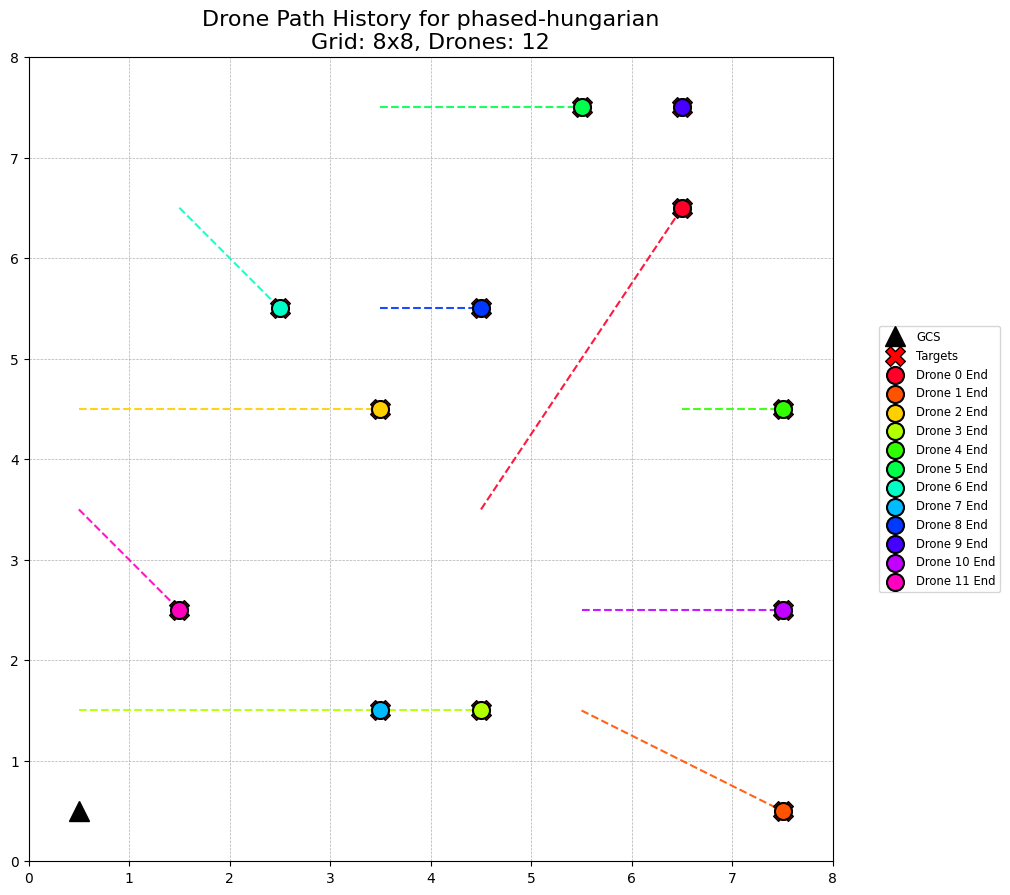 Drone Path History for phased-hungarian
Grid: 8x8, Drones: 12
8
7
6
5
4
3
2
1
0
0 1 2 3 4 5 6 7 8
GCS
Targets
Drone 0 End
Drone 1 End
Drone 2 End
Drone 3 End
Drone 4 End
Drone 5 End
Drone 6 End
Drone 7 End
Drone 8 End
Drone 9 End
Drone 10 End
Drone 11 End